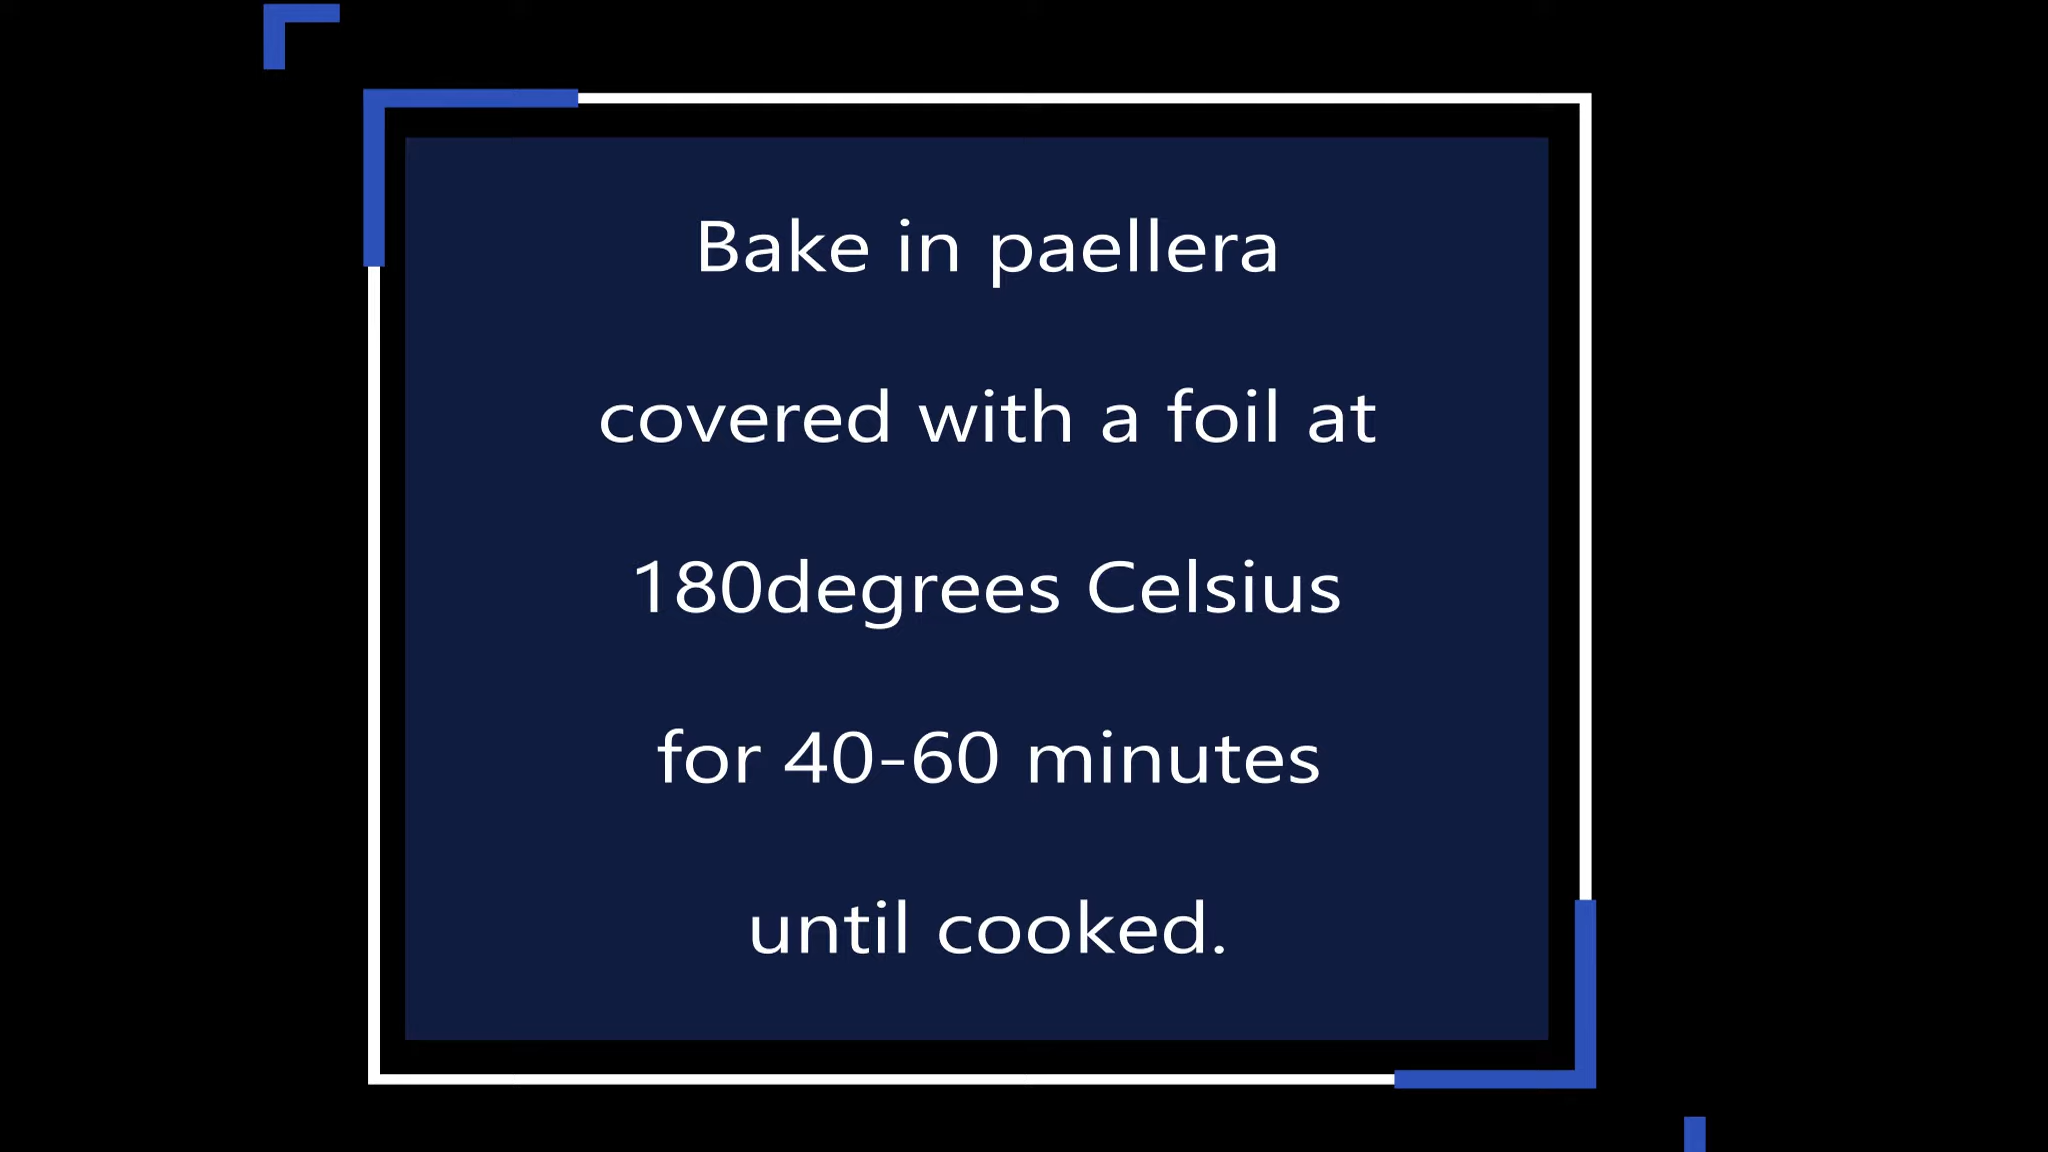 Bake in paellera
covered with a foil at
180degrees Celsius
for 40-60 minutes
until cooked.